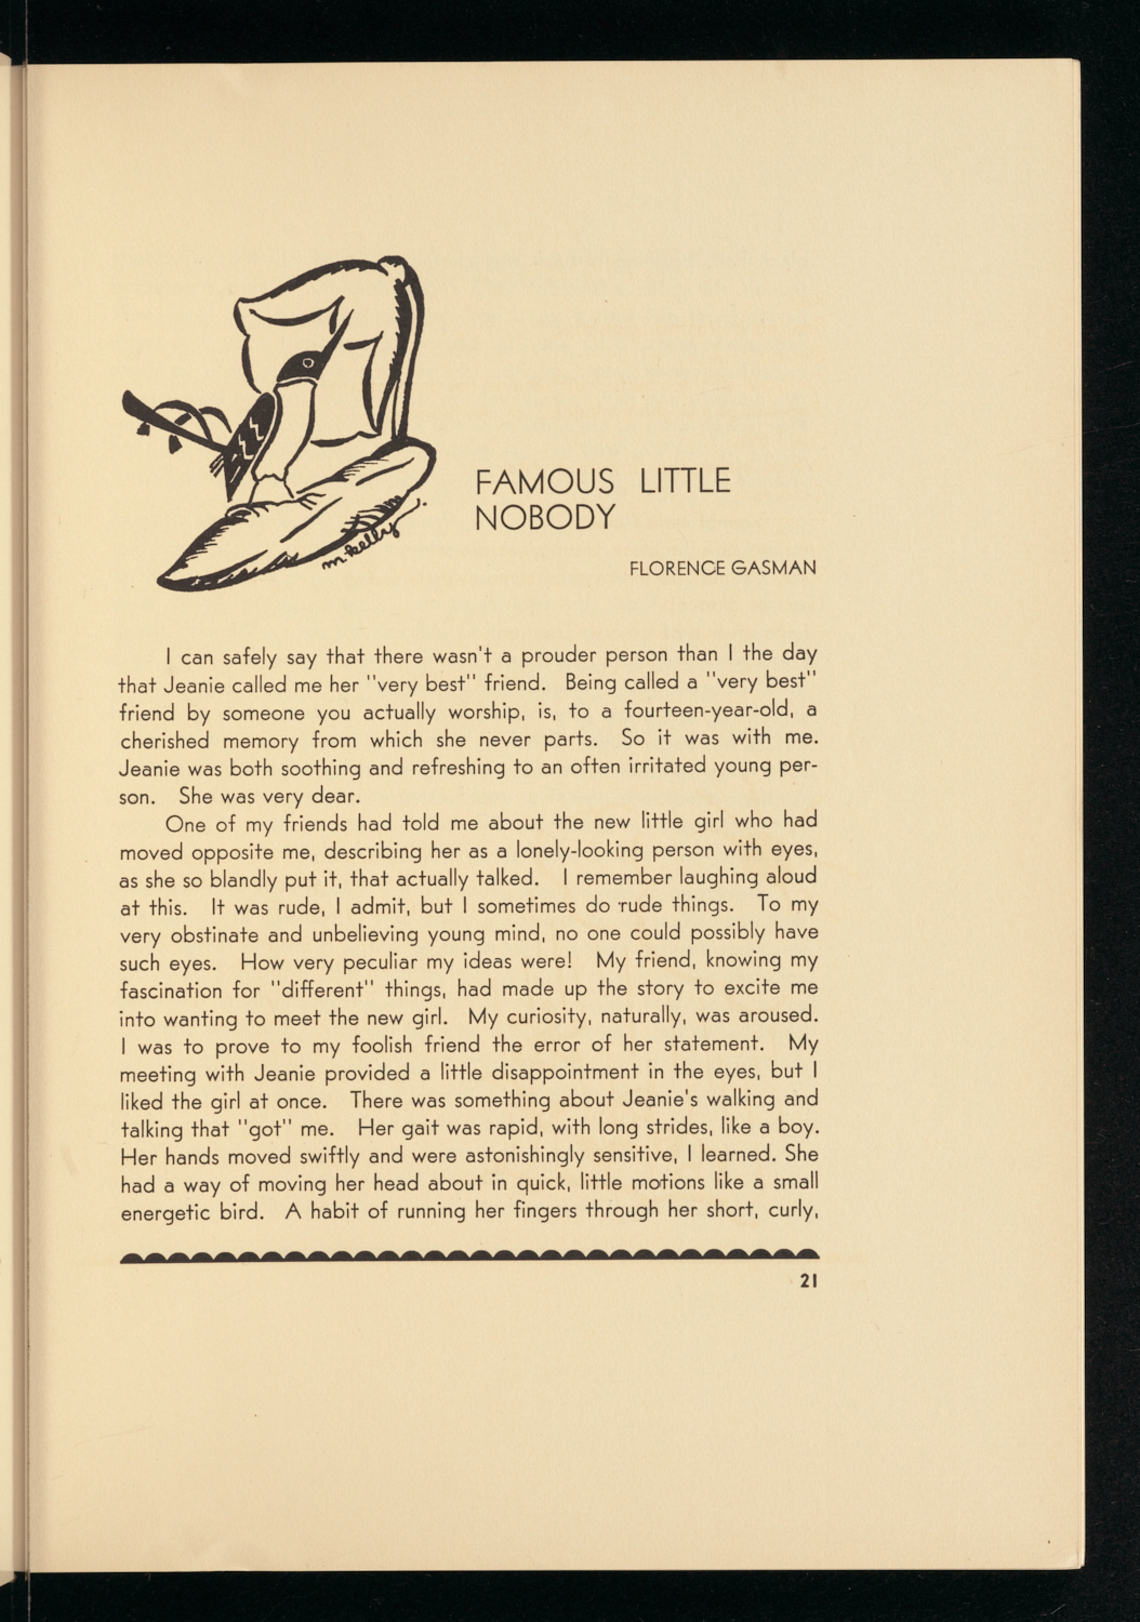 m. kelly
FAMOUS LITTLE
NOBODY
FLORENCE GASMAN
I can safely say that there wasn't a prouder person than I the day
that Jeanie called me her "very best" friend. Being called a "very best"
friend by someone you actually worship, is, to a fourteen-year-old, a
cherished memory from which she never parts. So it was with me.
Jeanie was both soothing and refreshing to an often irritated young per-
son. She was very dear.
One of my friends had told me about the new little girl who had
moved opposite me, describing her as a lonely-looking person with eyes,
as she so blandly put it, that actually talked. I remember laughing aloud
at this. It was rude, I admit, but I sometimes do rude things. To my
very obstinate and unbelieving young mind, no one could possibly have
such eyes. How very peculiar my ideas were! My friend, knowing my
fascination for "different" things, had made up the story to excite me
into wanting to meet the new girl. My curiosity, naturally, was aroused.
I was to prove to my foolish friend the error of her statement. My
meeting with Jeanie provided a little disappointment in the eyes, but I
liked the girl at once. There was something about Jeanie's walking and
talking that "got" me. Her gait was rapid, with long strides, like a boy.
Her hands moved swiftly and were astonishingly sensitive, I learned. She
had a way of moving her head about in quick, little motions like a small
energetic bird. A habit of running her fingers through her short, curly,
21